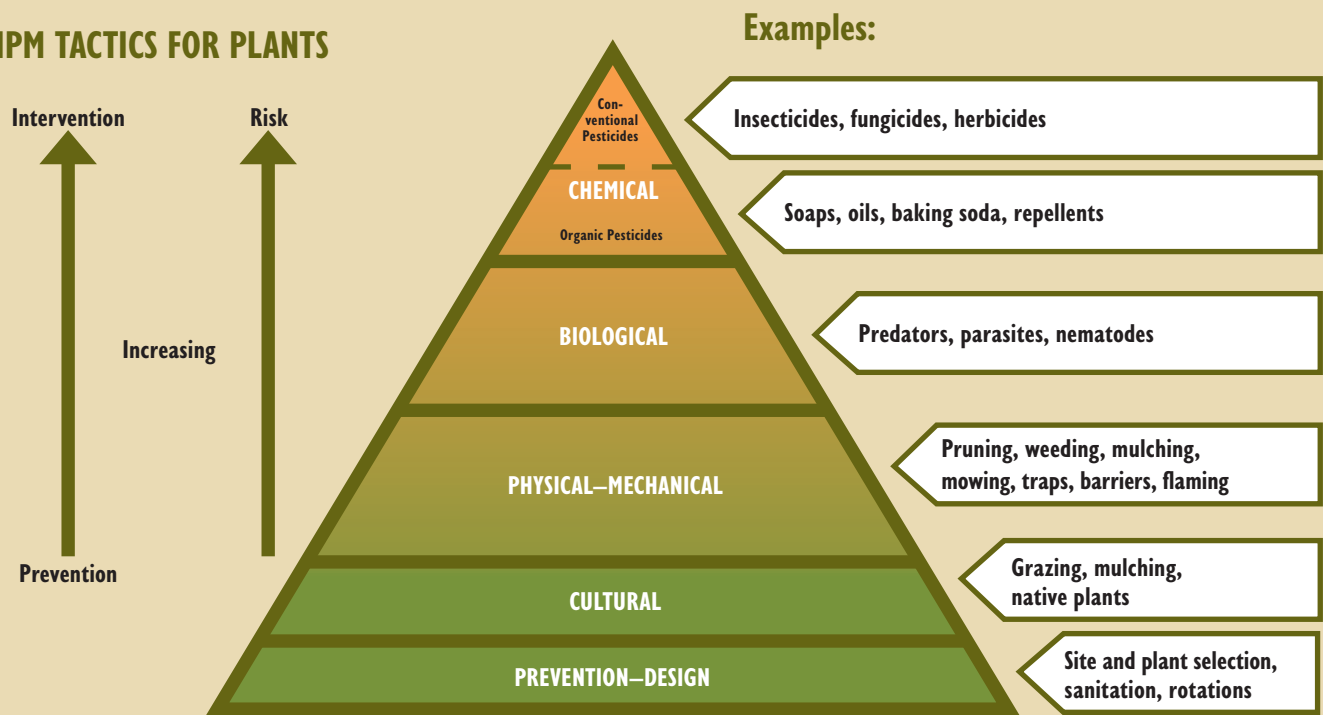 IPM TACTICS FOR PLANTS
Examples:
Intervention
Risk
Increasing
Prevention
Con-
ventional
Pesticides
CHEMICAL
Organic Pesticides
BIOLOGICAL
PHYSICAL–MECHANICAL
CULTURAL
PREVENTION–DESIGN
Insecticides, fungicides, herbicides
Soaps, oils, baking soda, repellents
Predators, parasites, nematodes
Pruning, weeding, mulching,
mowing, traps, barriers, flaming
Grazing, mulching,
native plants
Site and plant selection,
sanitation, rotations